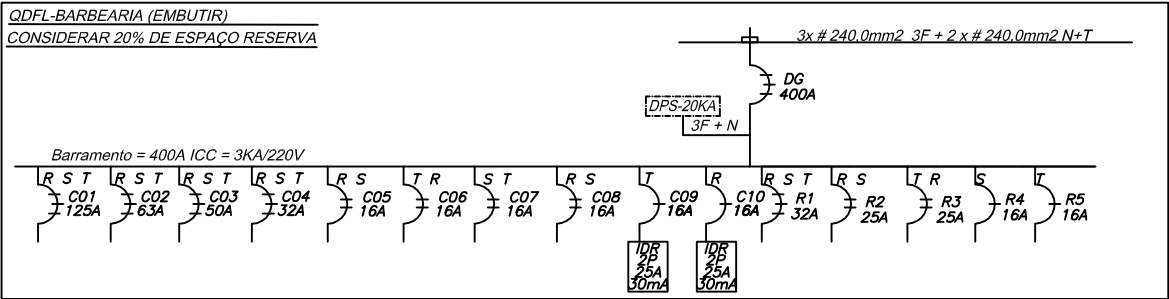 QDFL-BARBEARIA (EMBUTIR)
CONSIDERAR 20% DE ESPAÇO RESERVA
3x # 240,0mm2 3F + 2 x # 240,0mm2 N+T
DG
400A
DPS-20KA
3F + N
Barramento = 400A ICC = 3KA/220V
R S T
C01
125A
R S T
C02
63A
R S T
C03
50A
R S T
C04
32A
R S
C05
16A
T R
C06
16A
S T
C07
16A
R S
C08
16A
T
C09
16A
IDR
2P
25A
30mA
R
C10
16A
IDR
2P
25A
30mA
R S T
R1
32A
R S
R2
25A
T R
R3
25A
S
R4
16A
T
R5
16A